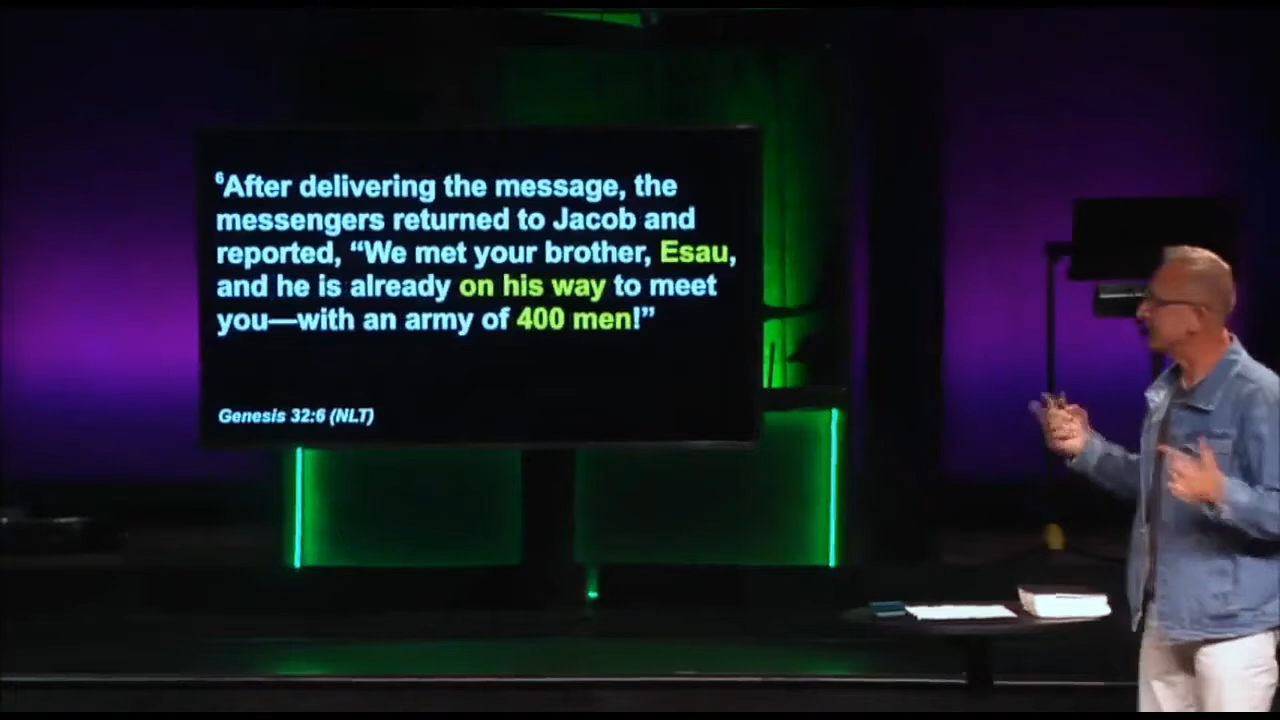 ⁶After delivering the message, the
messengers returned to Jacob and
reported, “We met your brother, Esau,
and he is already on his way to meet
you—with an army of 400 men!”
Genesis 32:6 (NLT)